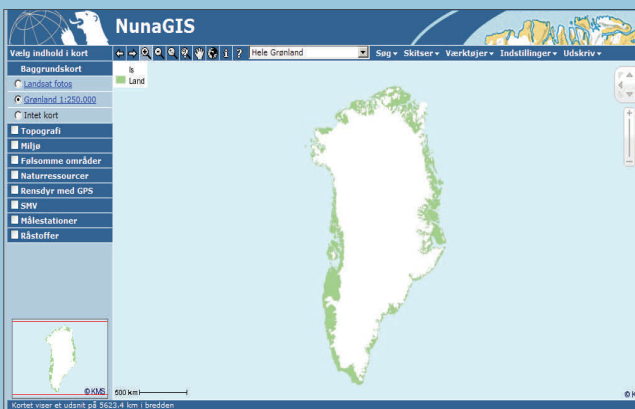 NunaGIS
Vælg indhold i kort
Hele Grønland
Søg
Skitser
Værktøjer
Indstillinger
Udskriv
Baggrundskort
Landsat fotos
Grønland 1:250.000
Intet kort
Topografi
Miljø
Følsomme områder
Naturressourcer
Rensdyr med GPS
SMV
Målestationer
Råstoffer
Is
Land
©KMS
500 km
Kortet viser et udsnit på 5623.4 km i bredden